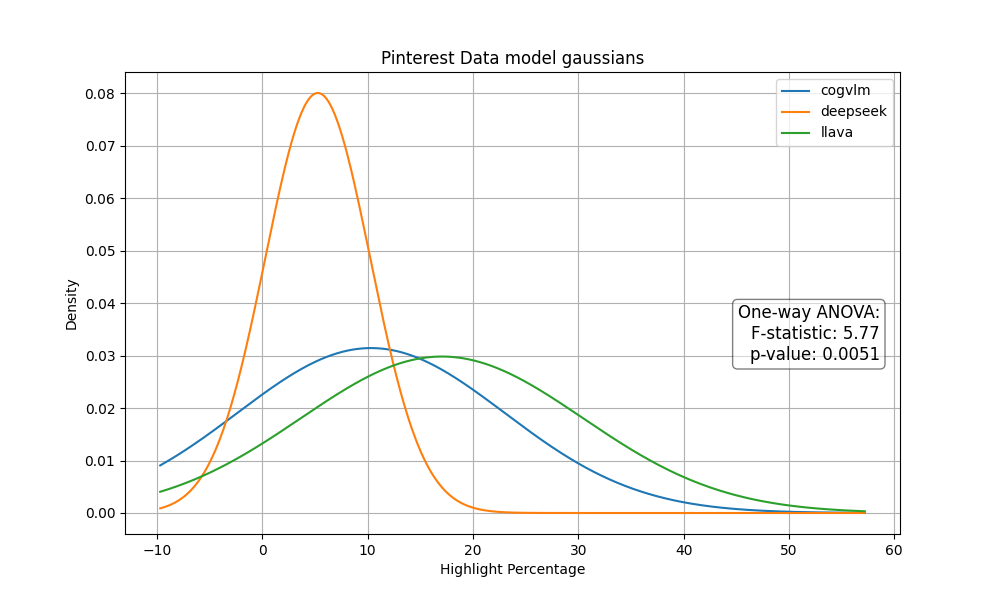 Pinterest Data model gaussians
cogvlm
deepseek
llava
0.08
0.07
0.06
0.05
0.04
0.03
0.02
0.01
0.00
Density
One-way ANOVA:
F-statistic: 5.77
p-value: 0.0051
−10 0 10 20 30 40 50 60
Highlight Percentage